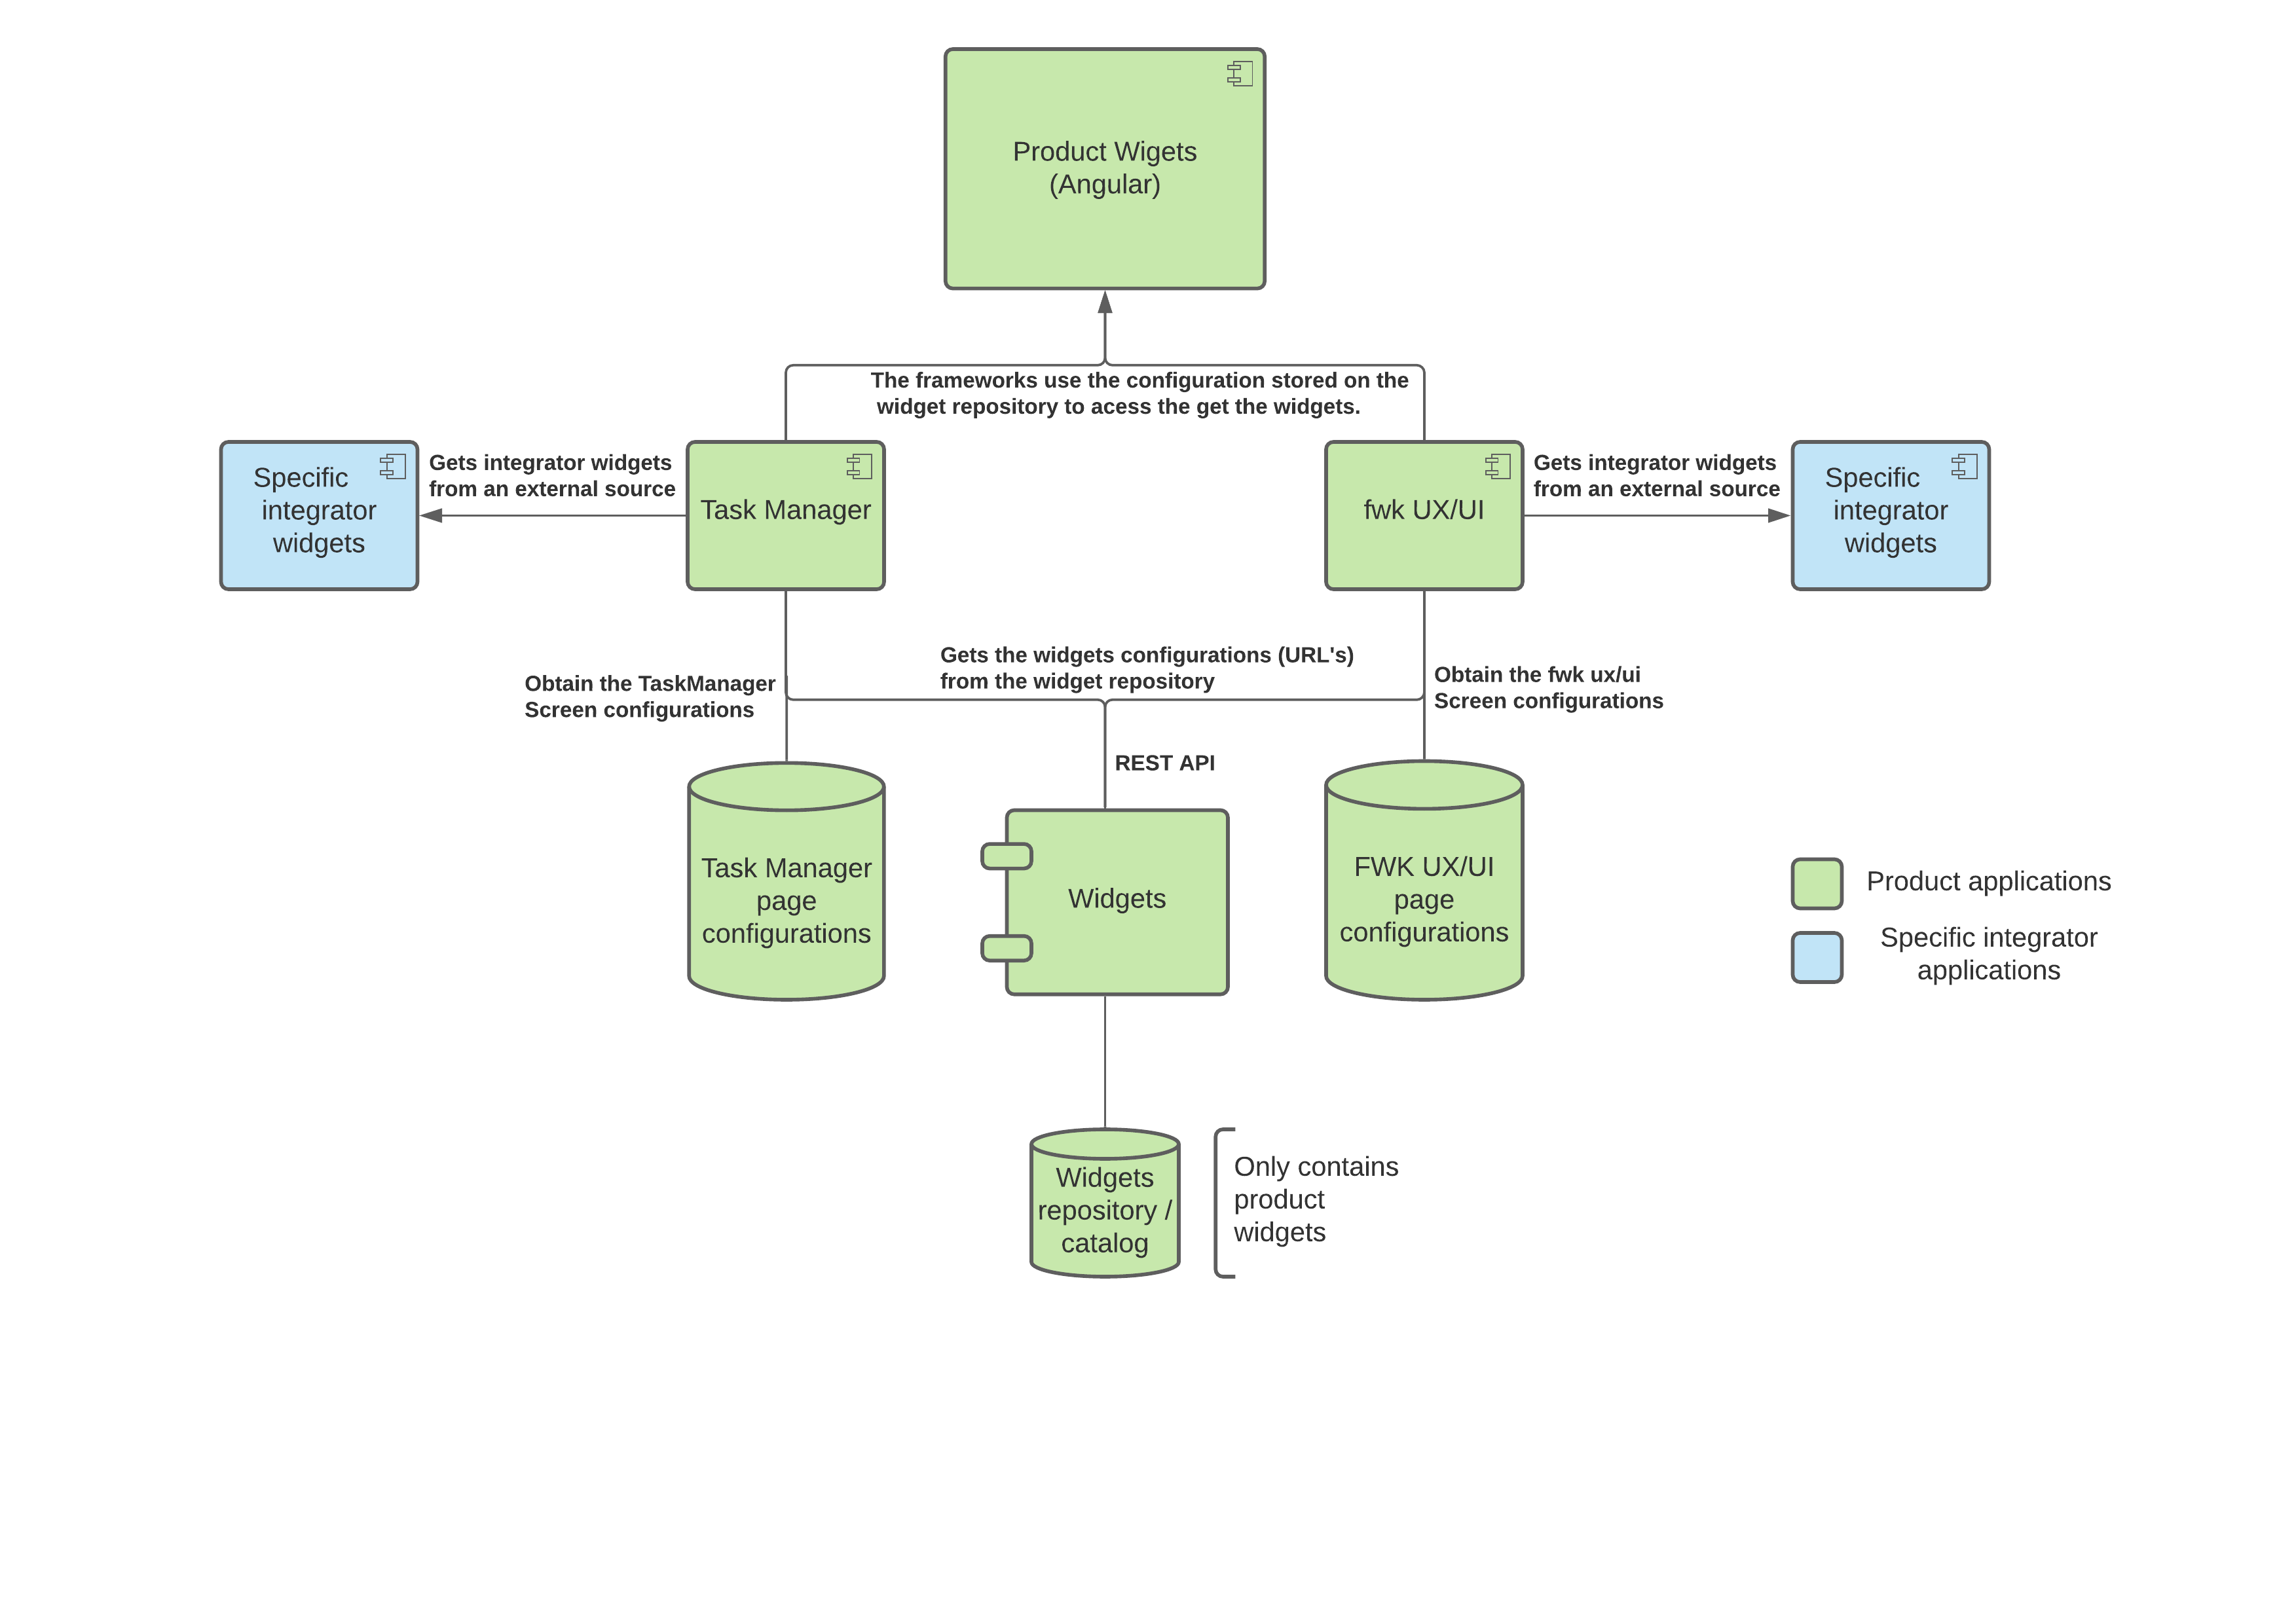 Product Wigets
(Angular)
The frameworks use the configuration stored on the
widget repository to acess the get the widgets.
Specific
integrator
widgets
Gets integrator widgets
from an external source
Task Manager
fwk UX/UI
Gets integrator widgets
from an external source
Specific
integrator
widgets
Obtain the TaskManager
Screen configurations
Gets the widgets configurations (URL's)
from the widget repository
Obtain the fwk ux/ui
Screen configurations
REST API
Task Manager
page
configurations
Widgets
FWK UX/UI
page
configurations
Product applications
Specific integrator
applications
Widgets
repository /
catalog
Only contains
product
widgets